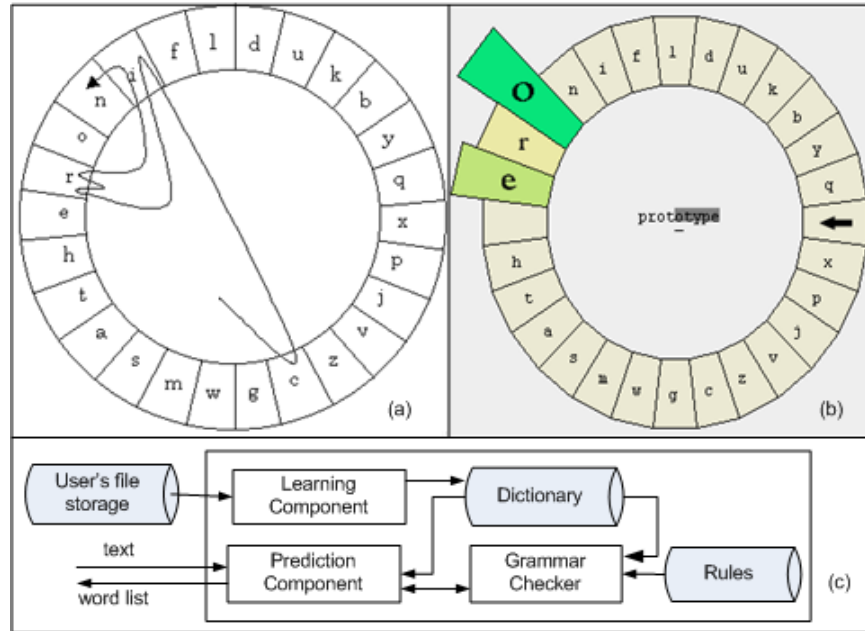 d u k b y q x p j v z c g w m s a t h e r o n i f l
(a)
l d u k b y q x p j v z c g w m s a t h e r O n i f
prototype
(b)
User's file
storage
Learning
Component
Dictionary
text
word list
Prediction
Component
Grammar
Checker
Rules
(c)